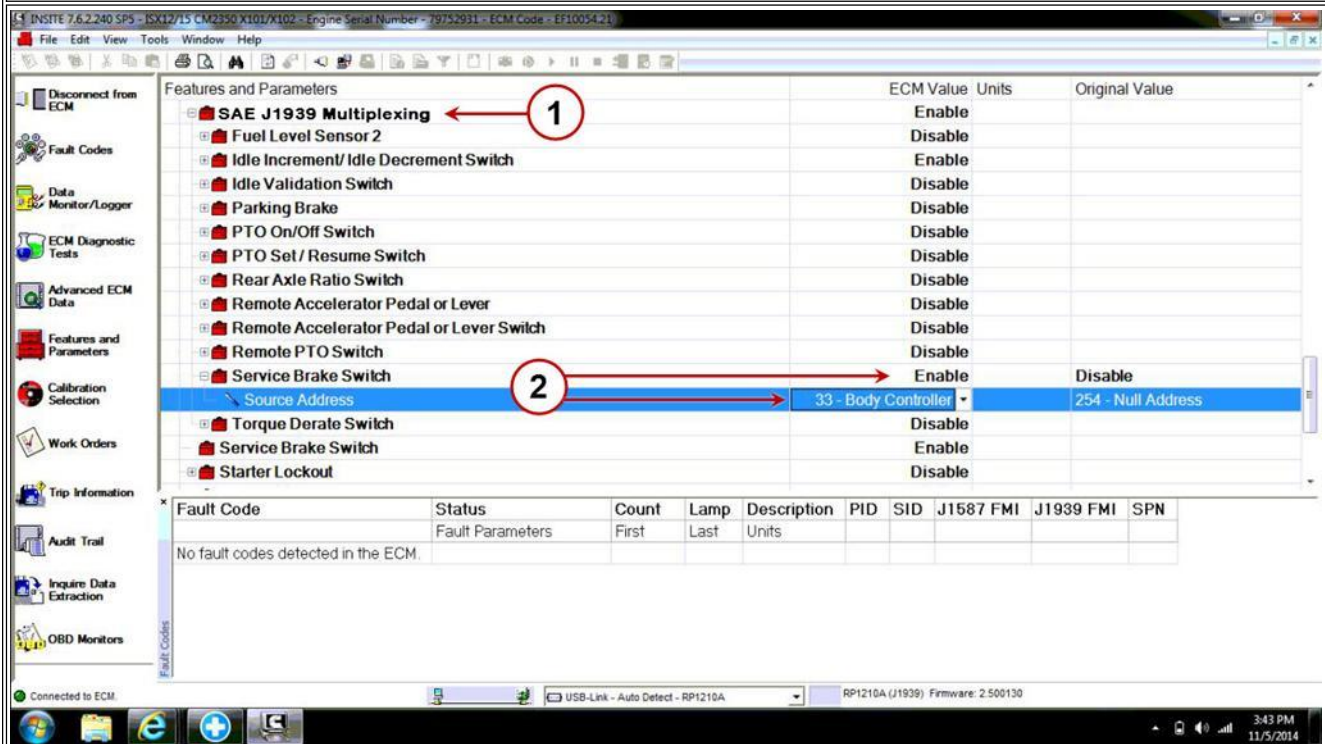 INSITE 7.6.2.240 SP5 - ISX12/15 CM2350 X101/X102 - Engine Serial Number - 79752931 - ECM Code - EF10054.21
File Edit View Tools Window Help
Disconnect from ECM
Fault Codes
Data Monitor/Logger
ECM Diagnostic Tests
Advanced ECM Data
Features and Parameters
Calibration Selection
Work Orders
Trip Information
Audit Trail
Inquire Data Extraction
OBD Monitors
Features and Parameters ECM Value Units Original Value
SAE J1939 Multiplexing 1 Enable
Fuel Level Sensor 2 Disable
Idle Increment/ Idle Decrement Switch Enable
Idle Validation Switch Disable
Parking Brake Disable
PTO On/Off Switch Disable
PTO Set / Resume Switch Disable
Rear Axle Ratio Switch Disable
Remote Accelerator Pedal or Lever Disable
Remote Accelerator Pedal or Lever Switch Disable
Remote PTO Switch Disable
Service Brake Switch 2 Enable Disable
Source Address 33 - Body Controller 254 - Null Address
Torque Derate Switch Disable
Service Brake Switch Enable
Starter Lockout Disable
Fault Code Status Count Lamp Description PID SID J1587 FMI J1939 FMI SPN
Fault Parameters First Last Units
No fault codes detected in the ECM.
Fault Codes
Connected to ECM. USB-Link - Auto Detect - RP1210A RP1210A (J1939) Firmware: 2.500130
3:43 PM
11/5/2014